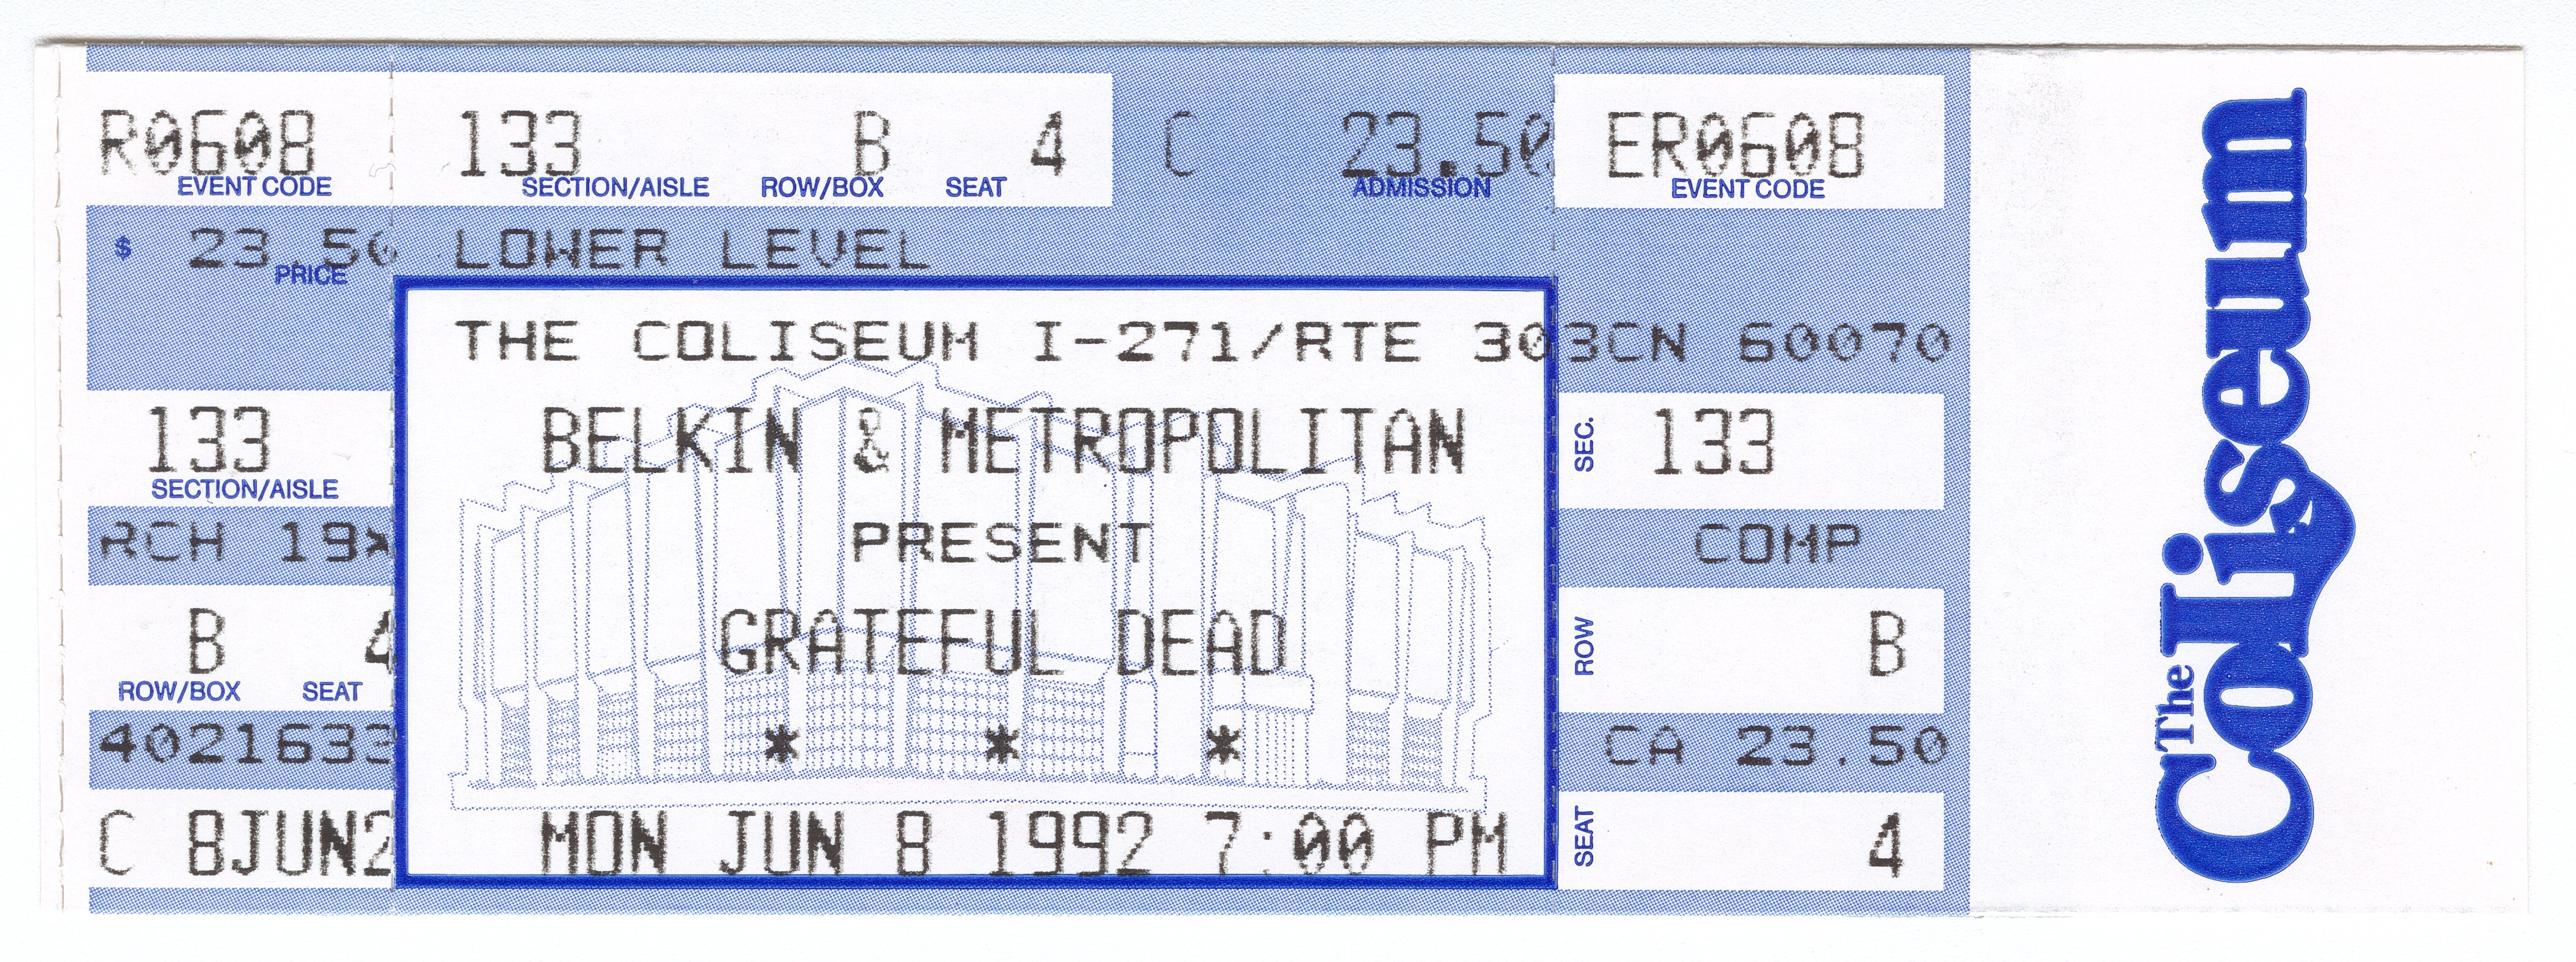 R0608
EVENT CODE
$ 23.50
PRICE
133
SECTION/AISLE
RCH 19X
B 4
ROW/BOX SEAT
4021633
C 8JUN2
133 B 4 C 23.50
SECTION/AISLE ROW/BOX SEAT ADMISSION
LOWER LEVEL
THE COLISEUM I-271/RTE 303
BELKIN & METROPOLITAN
PRESENT
GRATEFUL DEAD
* * *
MON JUN 8 1992 7:00 PM
ER0608
EVENT CODE
CN 60070
SEC. 133
COMP
ROW B
CA 23.50
SEAT 4
The Coliseum